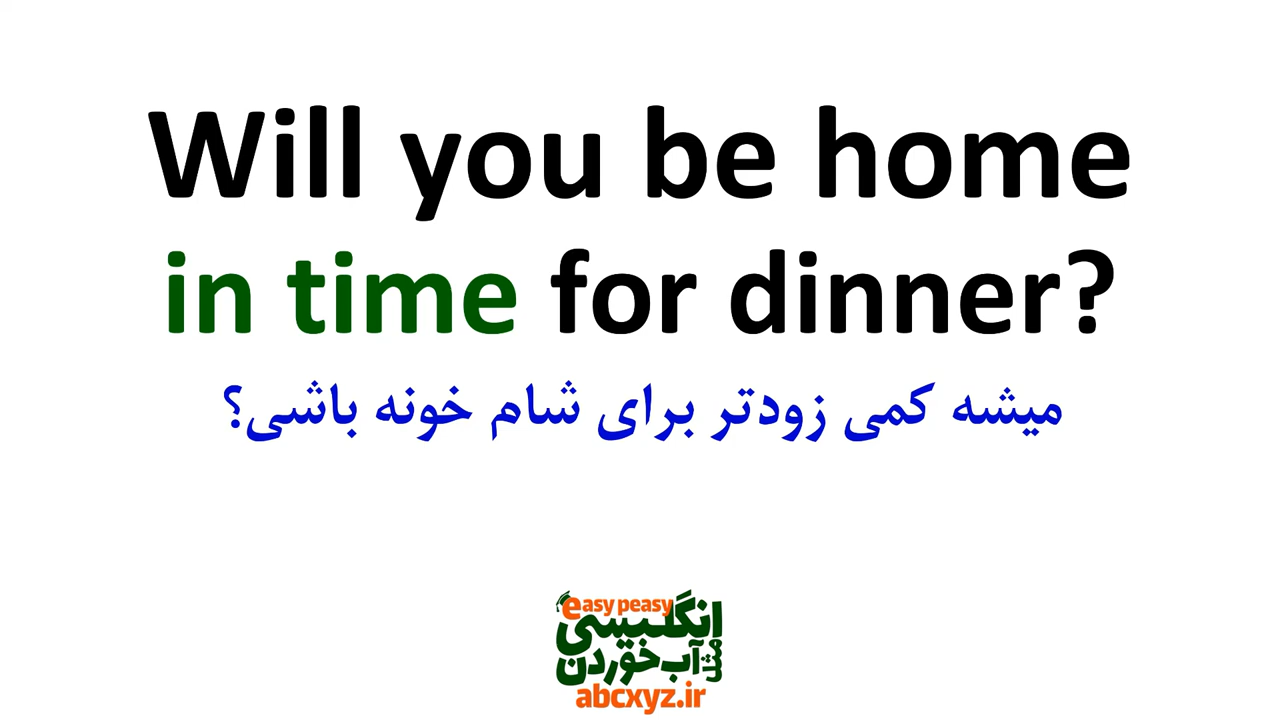 Will you be home
in time for dinner?
میشه کمی زودتر برای شام خونه باشی؟
easy peasy
انگلیسی
مثل آب خوردن
abcxyz.ir